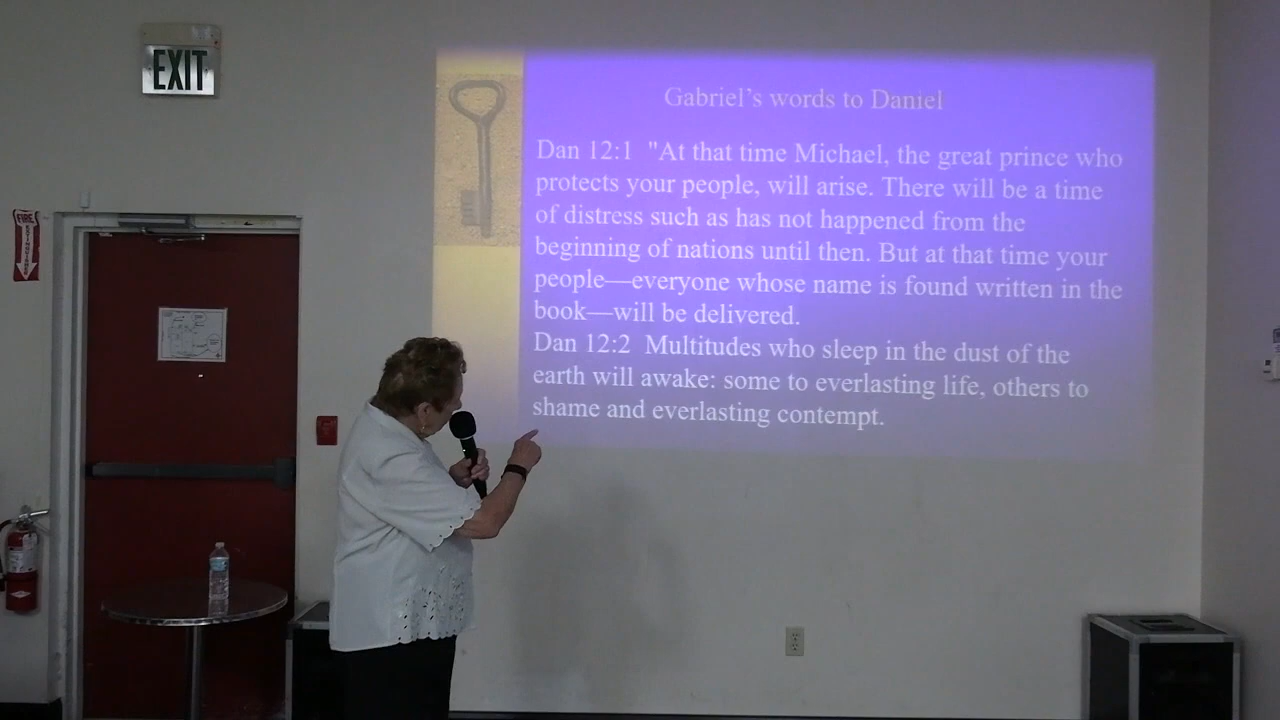 EXIT
Gabriel's words to Daniel
Dan 12:1 "At that time Michael, the great prince who
protects your people, will arise. There will be a time
of distress such as has not happened from the
beginning of nations until then. But at that time your
people—everyone whose name is found written in the
book—will be delivered.
Dan 12:2 Multitudes who sleep in the dust of the
earth will awake: some to everlasting life, others to
shame and everlasting contempt.
FIRE